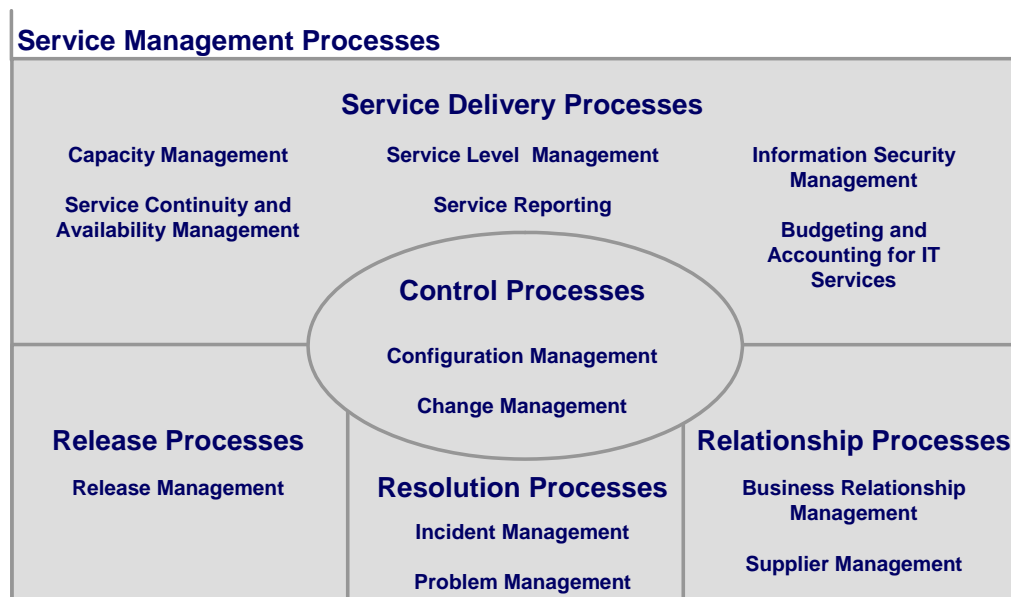 Service Management Processes
Service Delivery Processes
Capacity Management
Service Continuity and
Availability Management
Service Level Management
Service Reporting
Information Security
Management
Budgeting and
Accounting for IT
Services
Control Processes
Configuration Management
Change Management
Release Processes
Release Management
Resolution Processes
Incident Management
Problem Management
Relationship Processes
Business Relationship
Management
Supplier Management